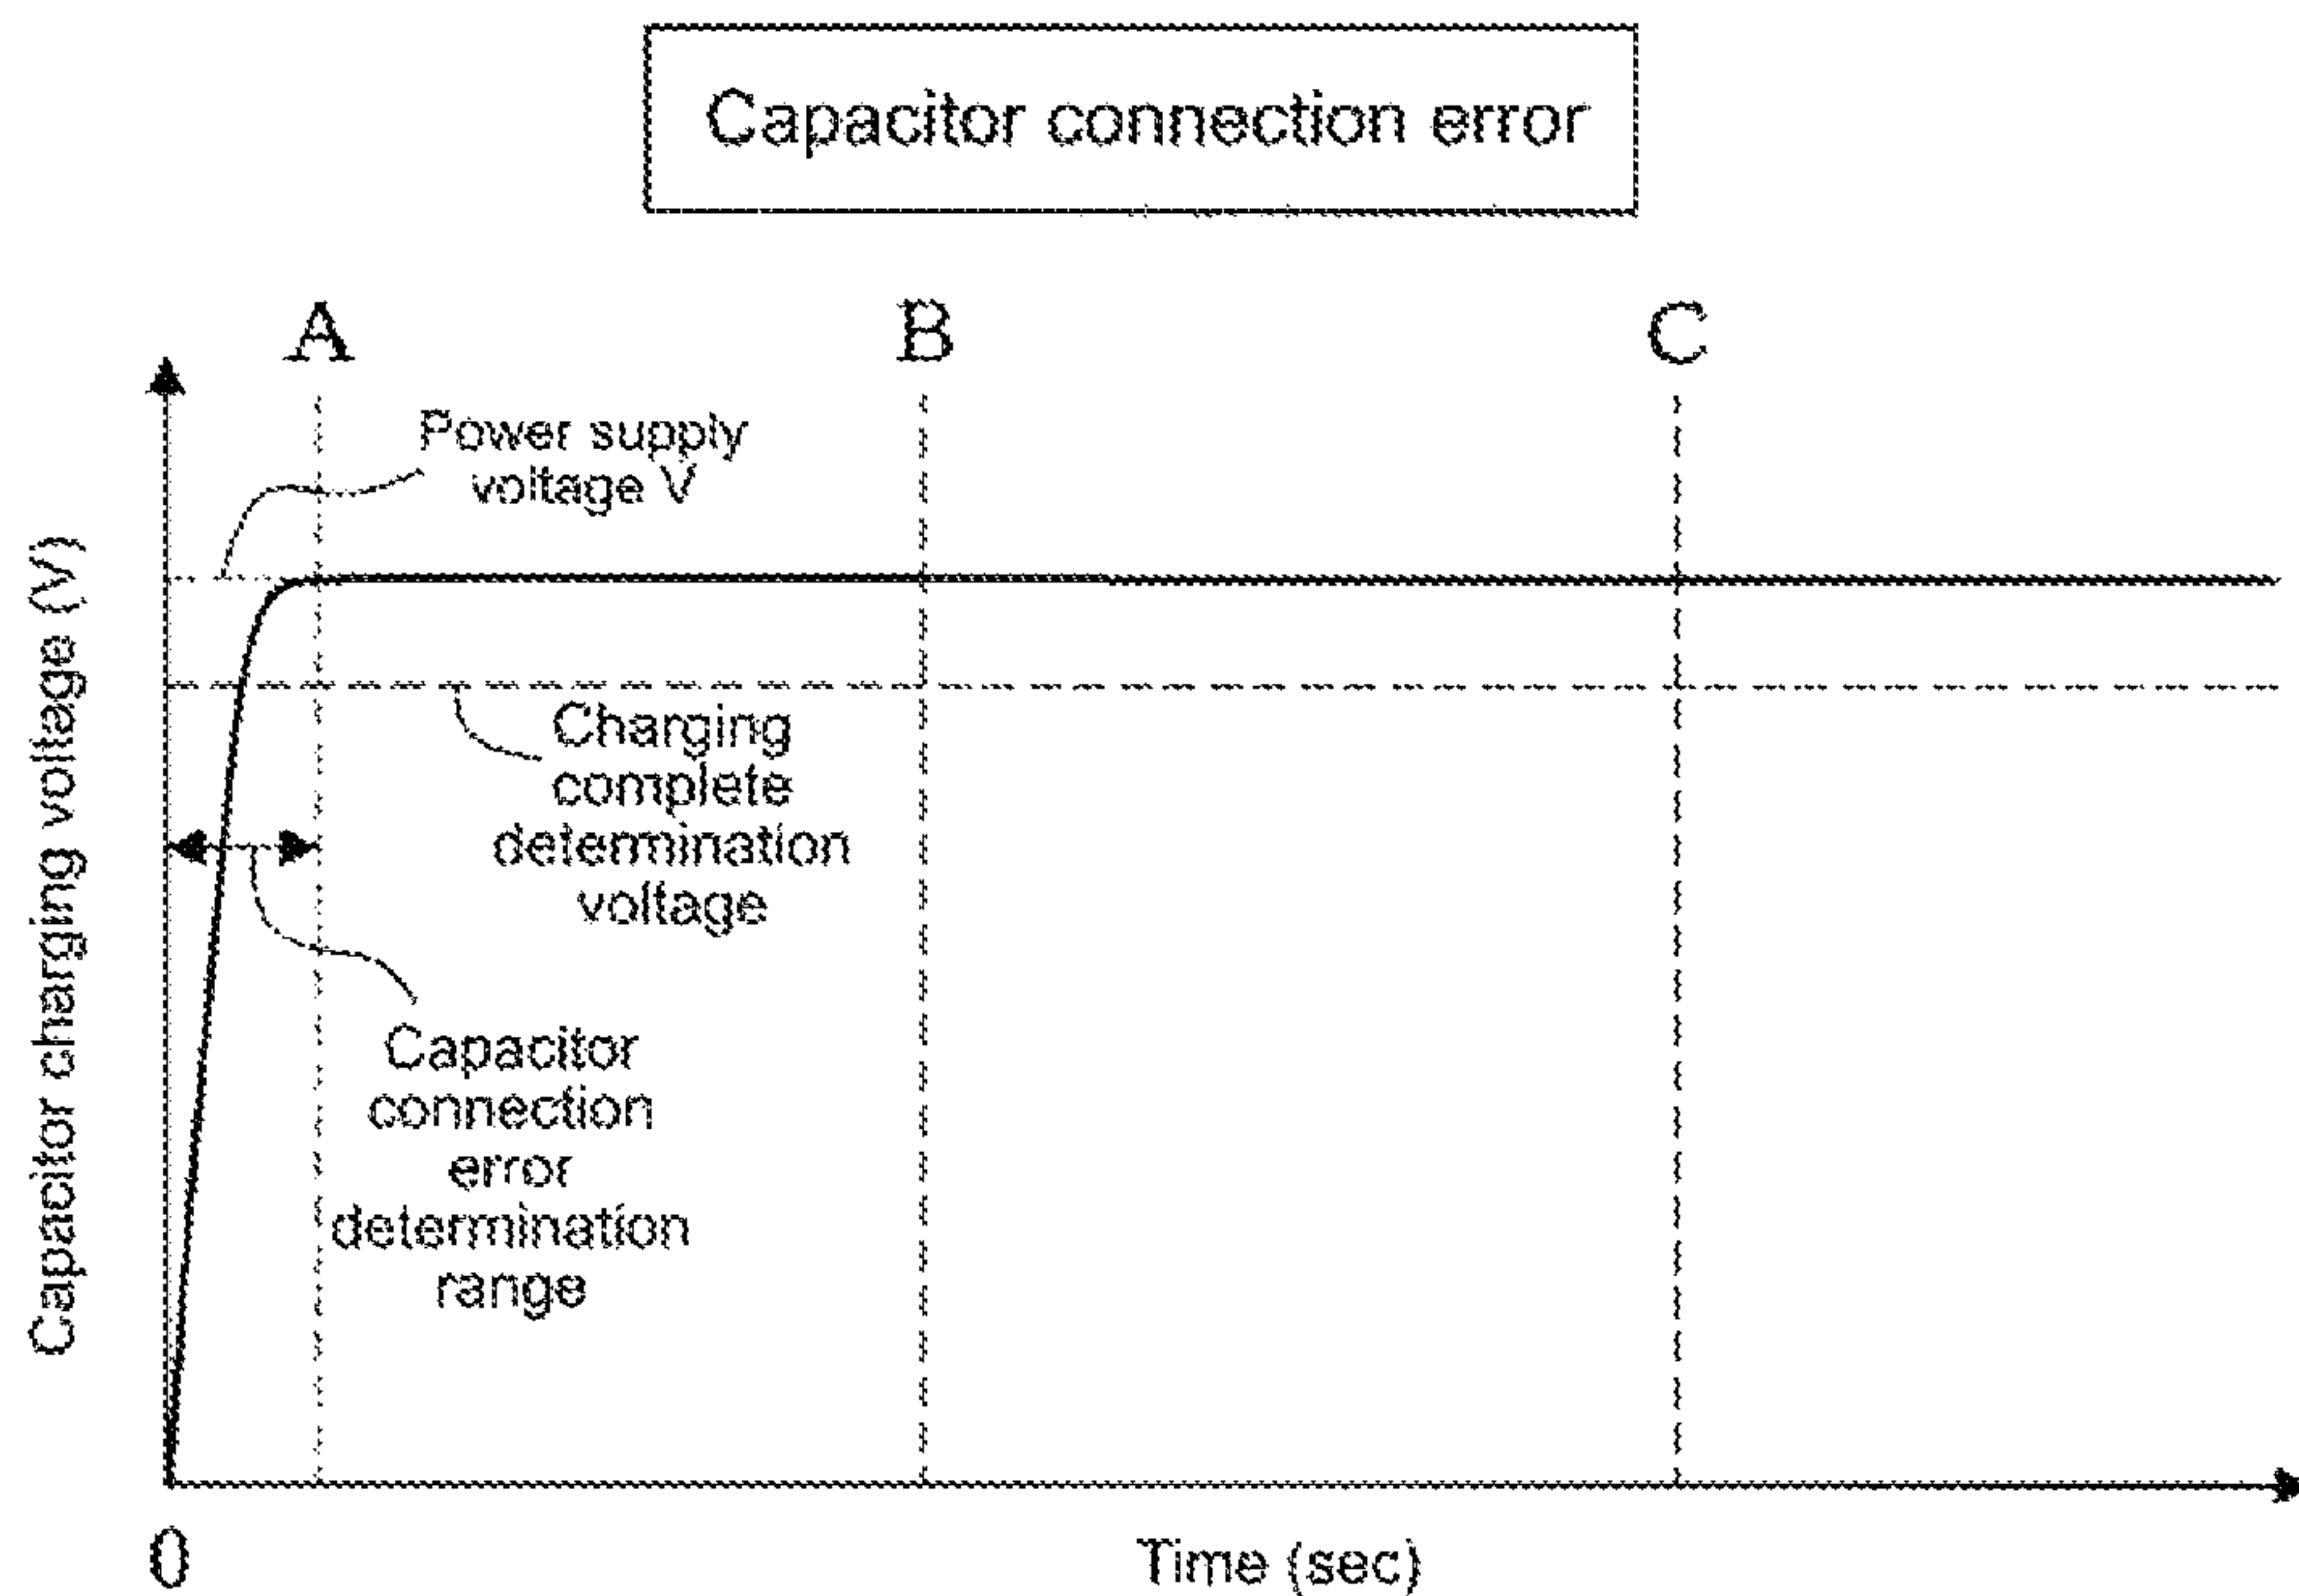 Capacitor connection error
A
B
C
Power supply
voltage V
Capacitor charging voltage (V)
Charging
complete
determination
voltage
Capacitor
connection
error
determination
range
0
Time (sec)